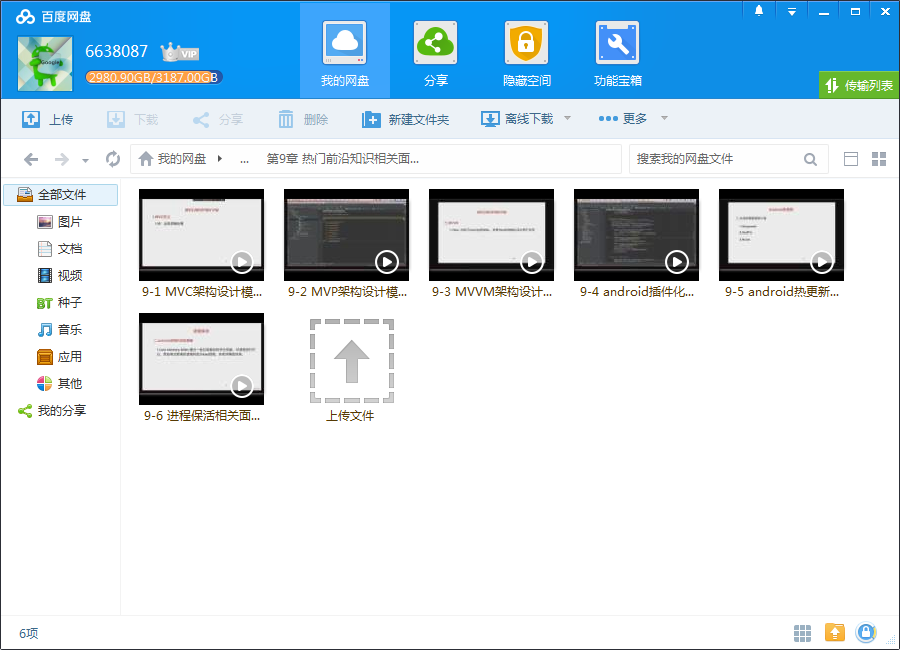 百度网盘
6638087 VIP
2980.90GB/3187.00GB
我的网盘
分享
隐藏空间
功能宝箱
传输列表
上传
下载
分享
删除
新建文件夹
离线下载
更多
我的网盘
...
第9章 热门前沿知识相关面...
搜索我的网盘文件
全部文件
图片
文档
视频
BT 种子
音乐
应用
其他
我的分享
9-1 MVC架构设计模...
9-2 MVP架构设计模...
9-3 MVVM架构设计...
9-4 android插件化...
9-5 android热更新...
9-6 进程保活相关面...
上传文件
6项